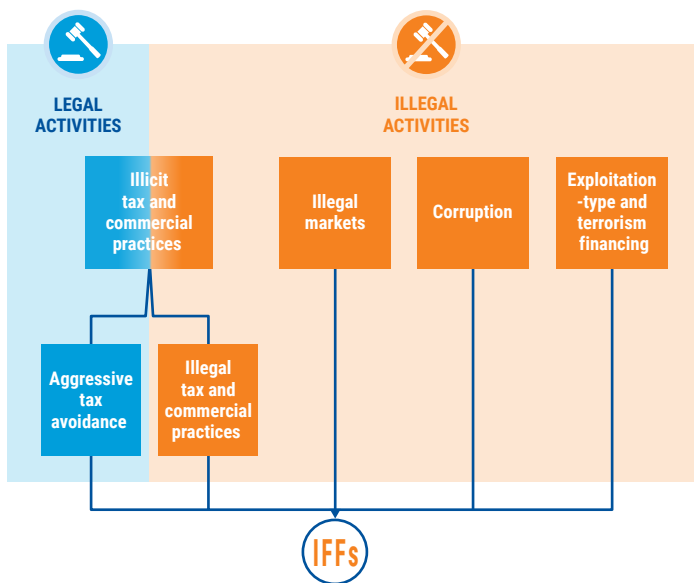 LEGAL
ACTIVITIES
ILLEGAL
ACTIVITIES
Illicit
tax and
commercial
practices
Illegal
markets
Corruption
Exploitation
-type and
terrorism
financing
Aggressive
tax
avoidance
Illegal
tax and
commercial
practices
IFFs